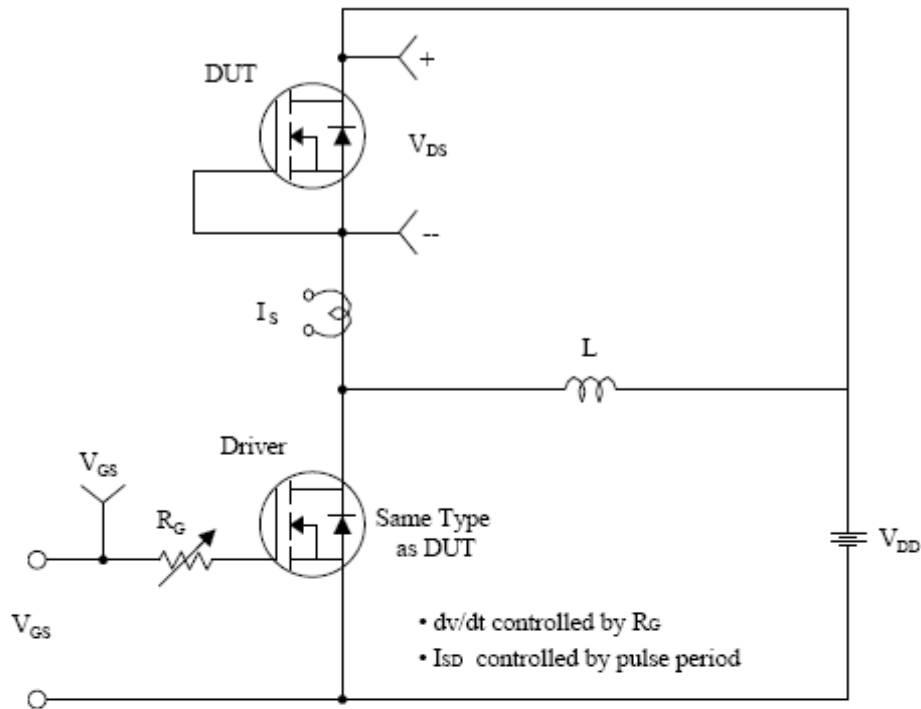 DUT
+
VDS
--
IS
L
Driver
VGS
RG
Same Type
as DUT
VDD
VGS
• dv/dt controlled by RG
• ISD controlled by pulse period